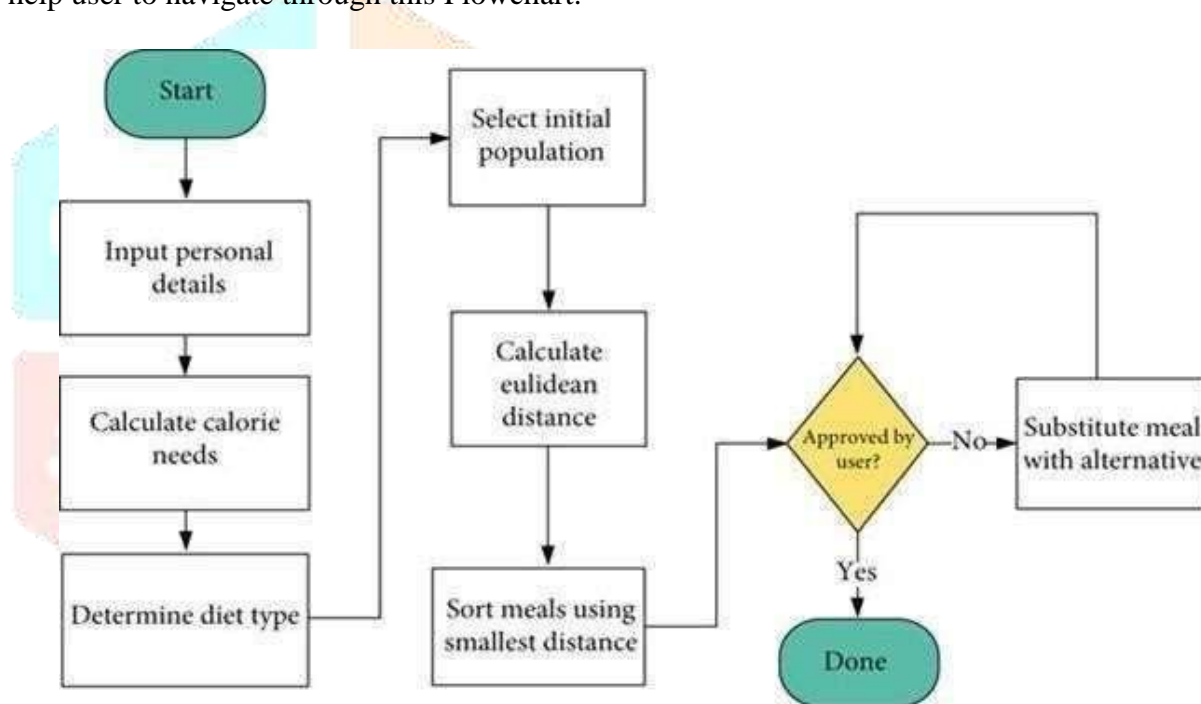 help user to navigate through this Flowchart.
Start
Input personal
details
Calculate calorie
needs
Determine diet type
Select initial
population
Calculate
eulidean
distance
Sort meals using
smallest distance
Approved by
user?
No
Substitute meal
with alternative
Yes
Done